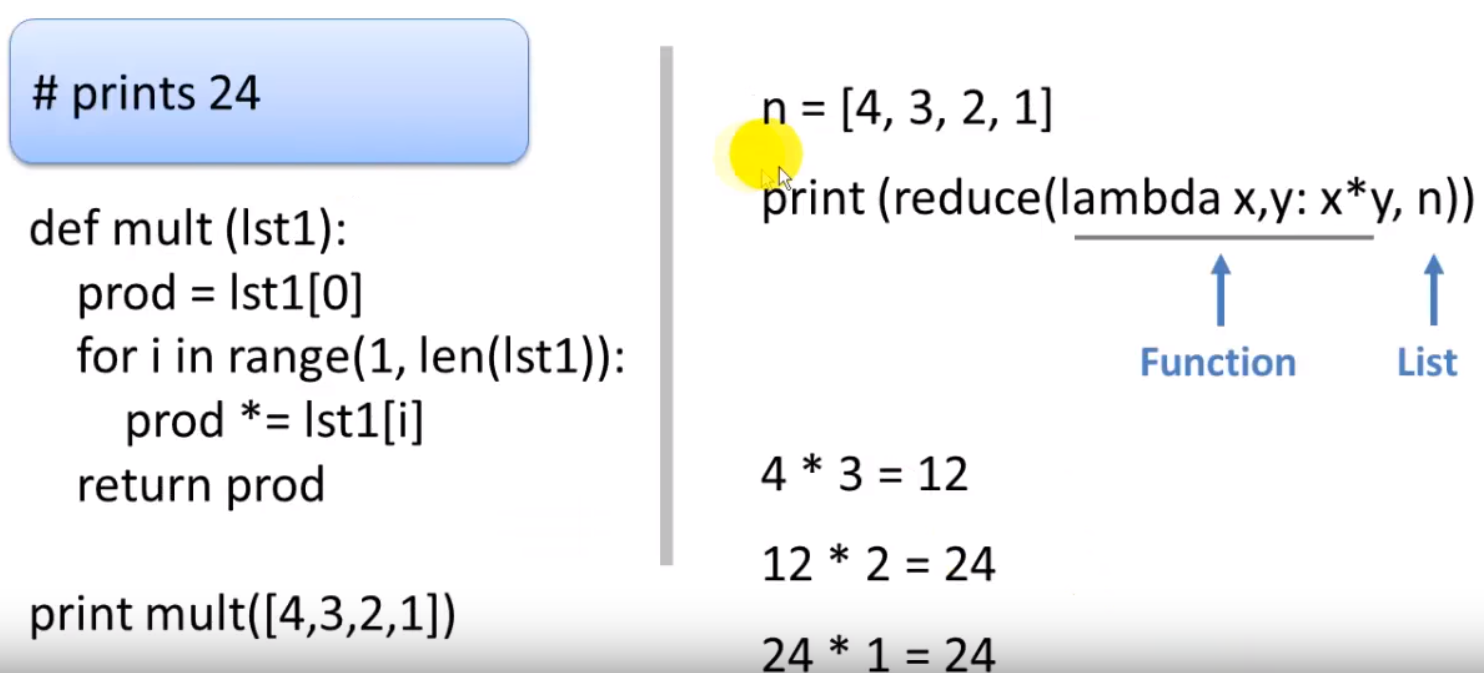 # prints 24
def mult (lst1):
prod = lst1[0]
for i in range(1, len(lst1)):
prod *= lst1[i]
return prod
print mult([4,3,2,1])
n = [4, 3, 2, 1]
print (reduce(lambda x,y: x*y, n))
Function List
4 * 3 = 12
12 * 2 = 24
24 * 1 = 24